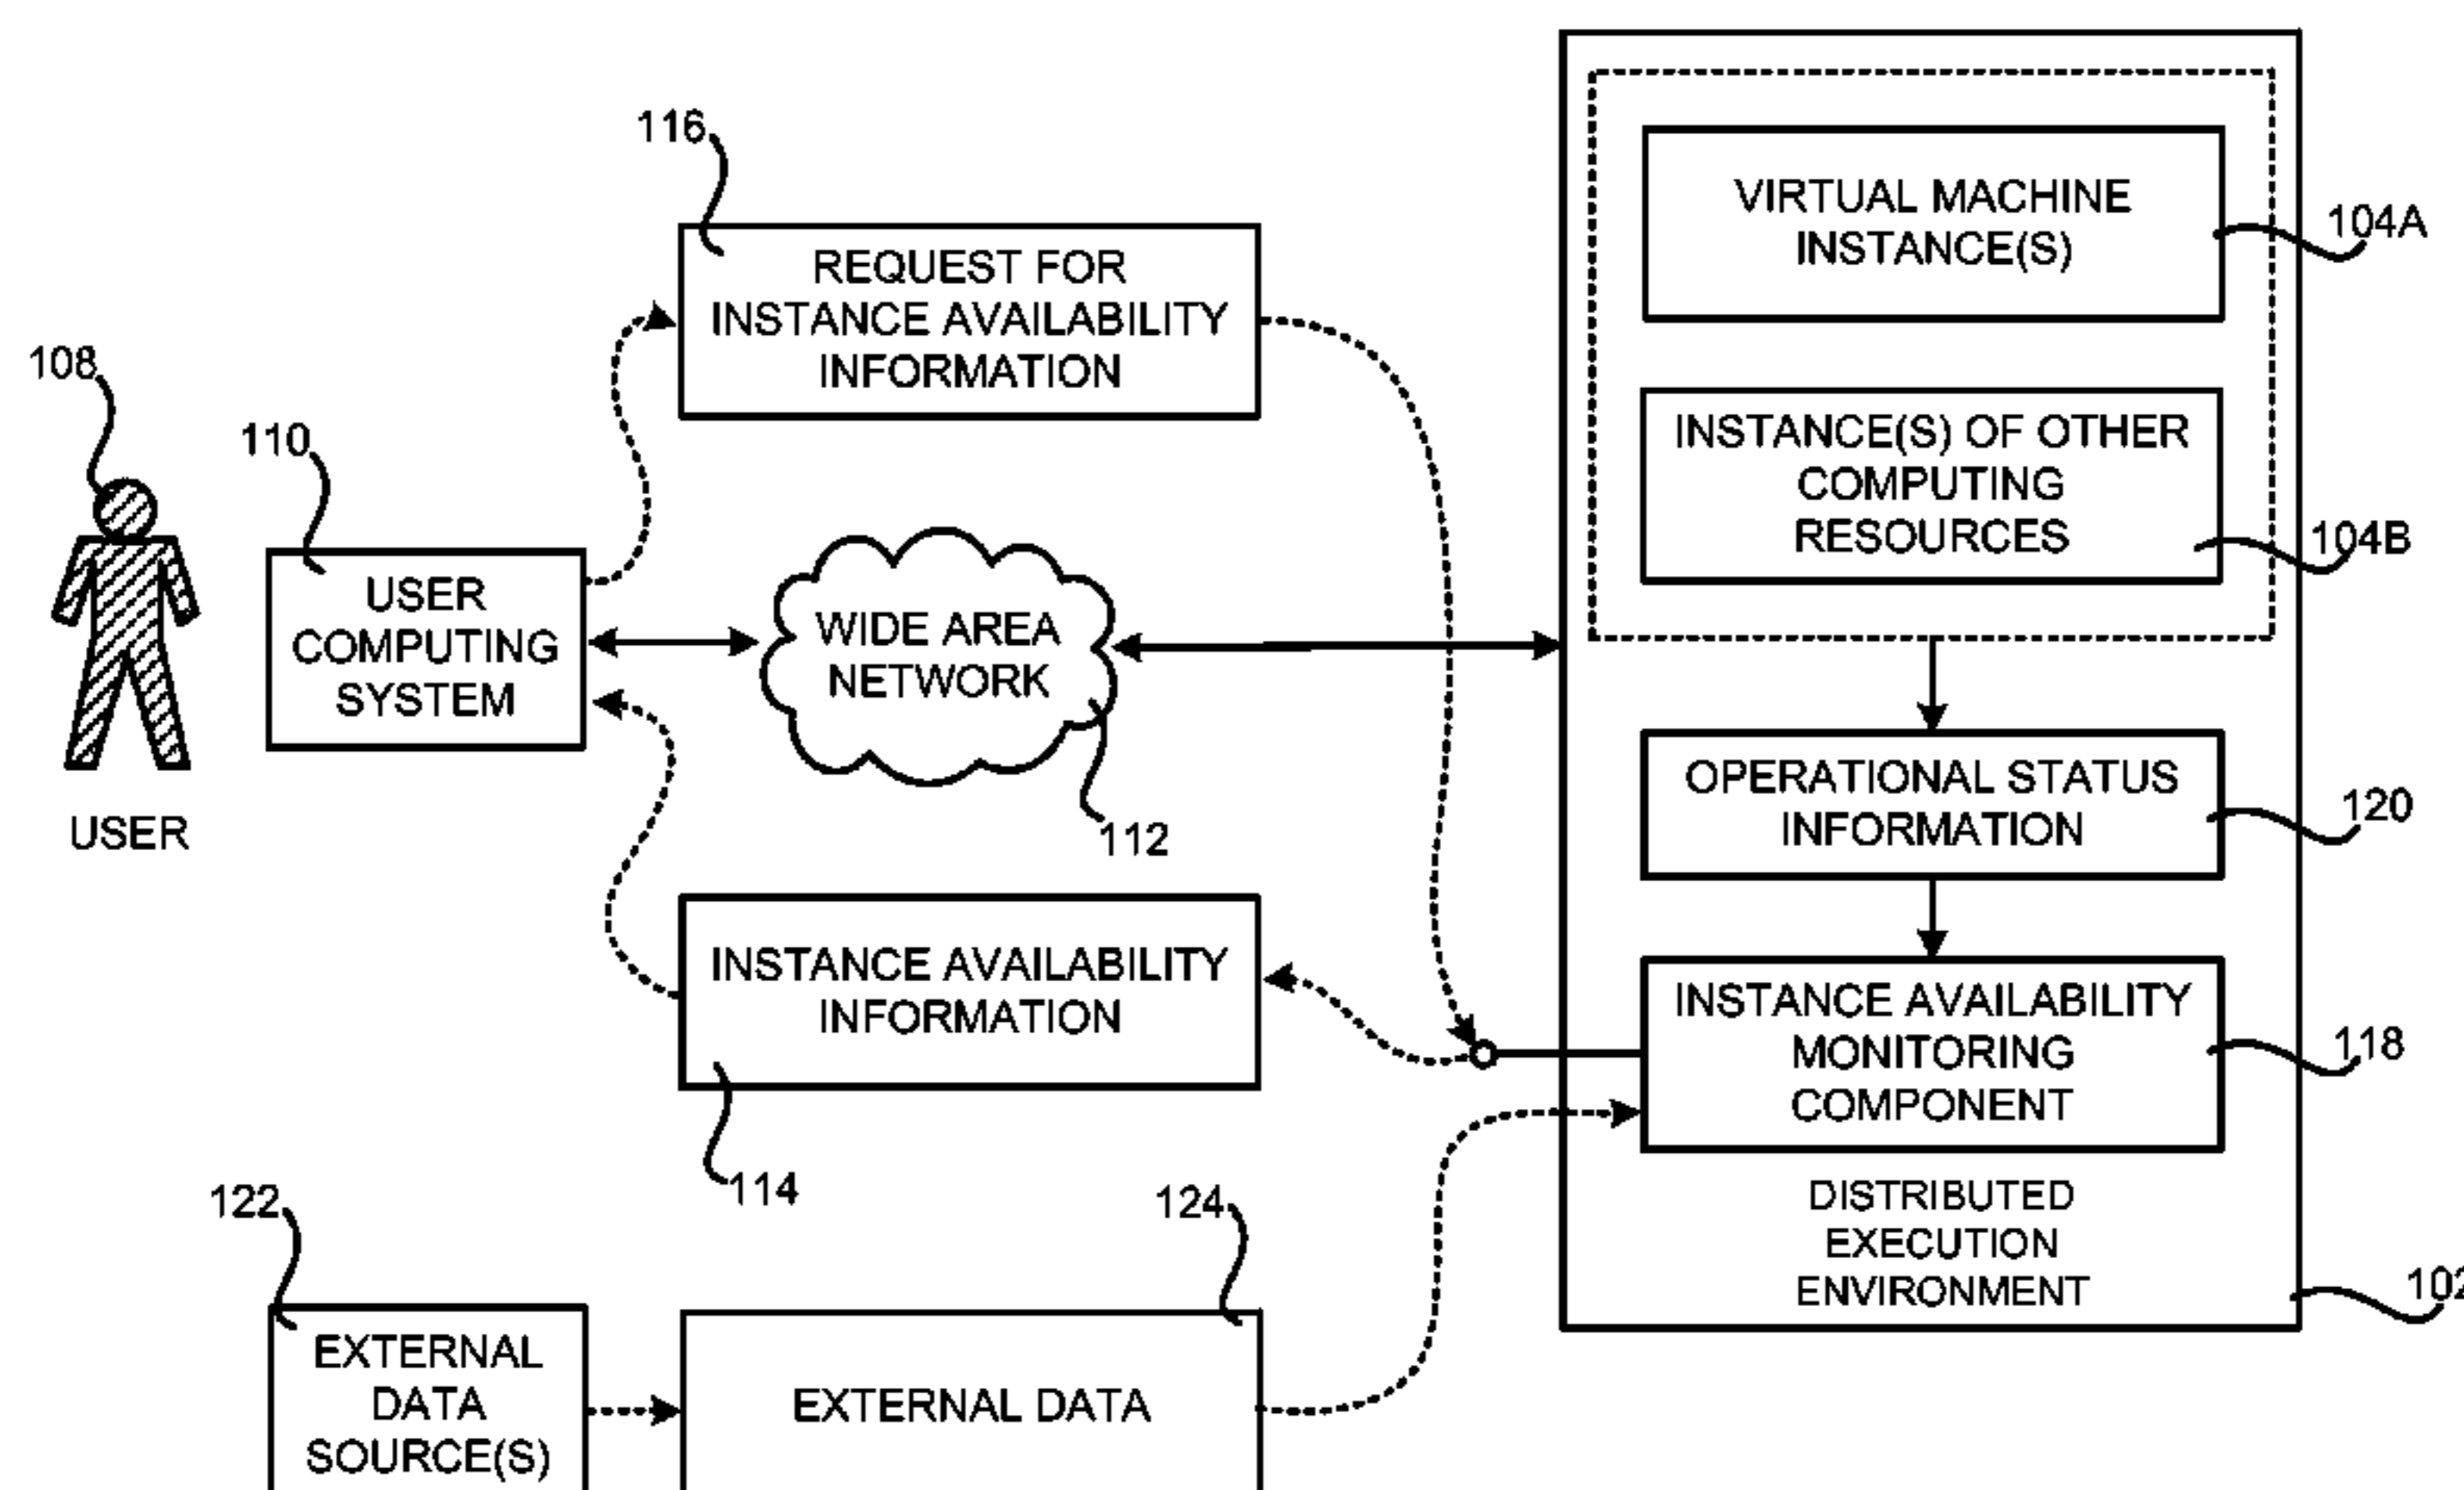 116
REQUEST FOR
INSTANCE AVAILABILITY
INFORMATION
108
USER
110
USER
COMPUTING
SYSTEM
WIDE AREA
NETWORK
112
INSTANCE AVAILABILITY
INFORMATION
114
122
EXTERNAL
DATA
SOURCE(S)
124
EXTERNAL DATA
VIRTUAL MACHINE
INSTANCE(S)
104A
INSTANCE(S) OF OTHER
COMPUTING
RESOURCES
104B
OPERATIONAL STATUS
INFORMATION
120
INSTANCE AVAILABILITY
MONITORING
COMPONENT
118
DISTRIBUTED
EXECUTION
ENVIRONMENT
102